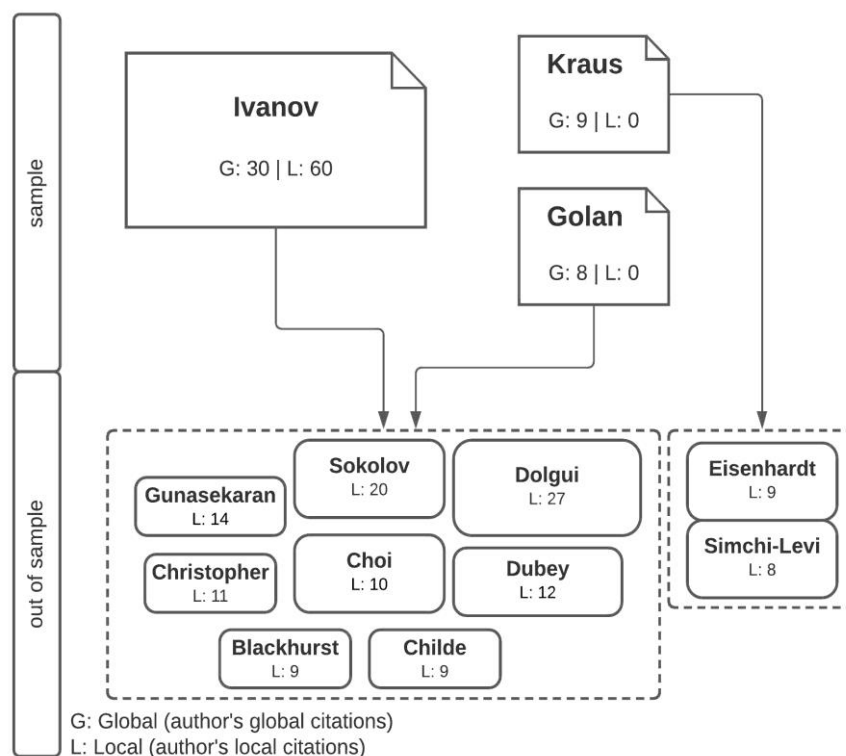 sample
Ivanov
G: 30 | L: 60
Kraus
G: 9 | L: 0
Golan
G: 8 | L: 0
out of sample
Sokolov
L: 20
Dolgui
L: 27
Gunasekaran
L: 14
Choi
L: 10
Christopher
L: 11
Dubey
L: 12
Blackhurst
L: 9
Childe
L: 9
Eisenhardt
L: 9
Simchi-Levi
L: 8
G: Global (author's global citations)
L: Local (author's local citations)